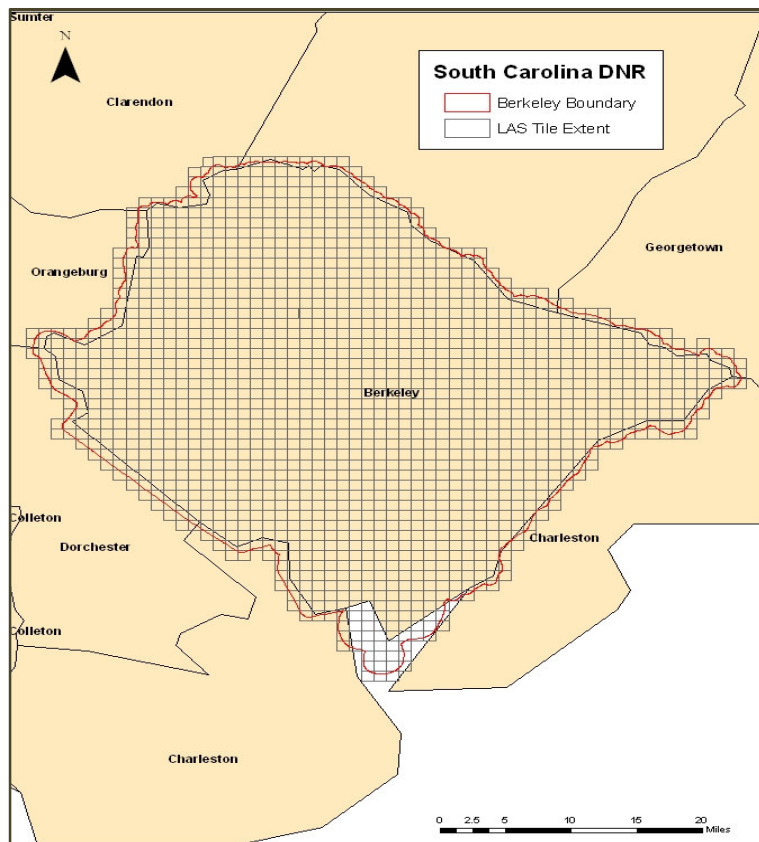 Sumter
N
Clarendon
South Carolina DNR
Berkeley Boundary
LAS Tile Extent
Georgetown
Orangeburg
Berkeley
Colleton
Dorchester
Charleston
Colleton
Charleston
0 2.5 5 10 15 20
Miles